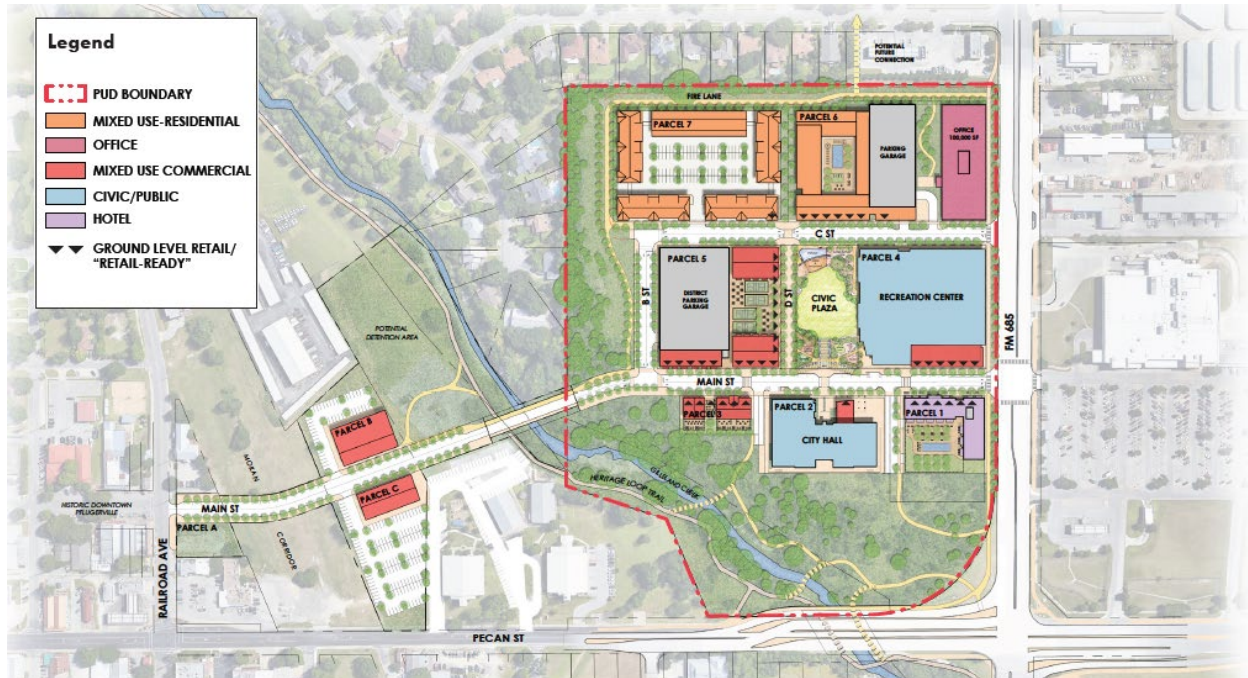 Legend
PUD BOUNDARY
MIXED USE-RESIDENTIAL
OFFICE
MIXED USE COMMERCIAL
CIVIC/PUBLIC
HOTEL
GROUND LEVEL RETAIL/
"RETAIL-READY"
POTENTIAL
FUTURE
CONNECTION
FIRE LANE
PARCEL 7
PARCEL 6
PARKING
GARAGE
OFFICE
100,000 SF
C ST
PARCEL 5
DISTRICT
PARKING
GARAGE
B ST
D ST
CIVIC
PLAZA
PARCEL 4
RECREATION CENTER
FM 685
MAIN ST
PARCEL 3
PARCEL 2
CITY HALL
PARCEL 1
POTENTIAL
DETENTION AREA
PARCEL B
PARCEL C
MORAN
CORRIDOR
HISTORIC DOWNTOWN
PFLUGERVILLE
MAIN ST
PARCEL A
RAILROAD AVE
GILLELAND CREEK
HERITAGE LOOP TRAIL
PECAN ST